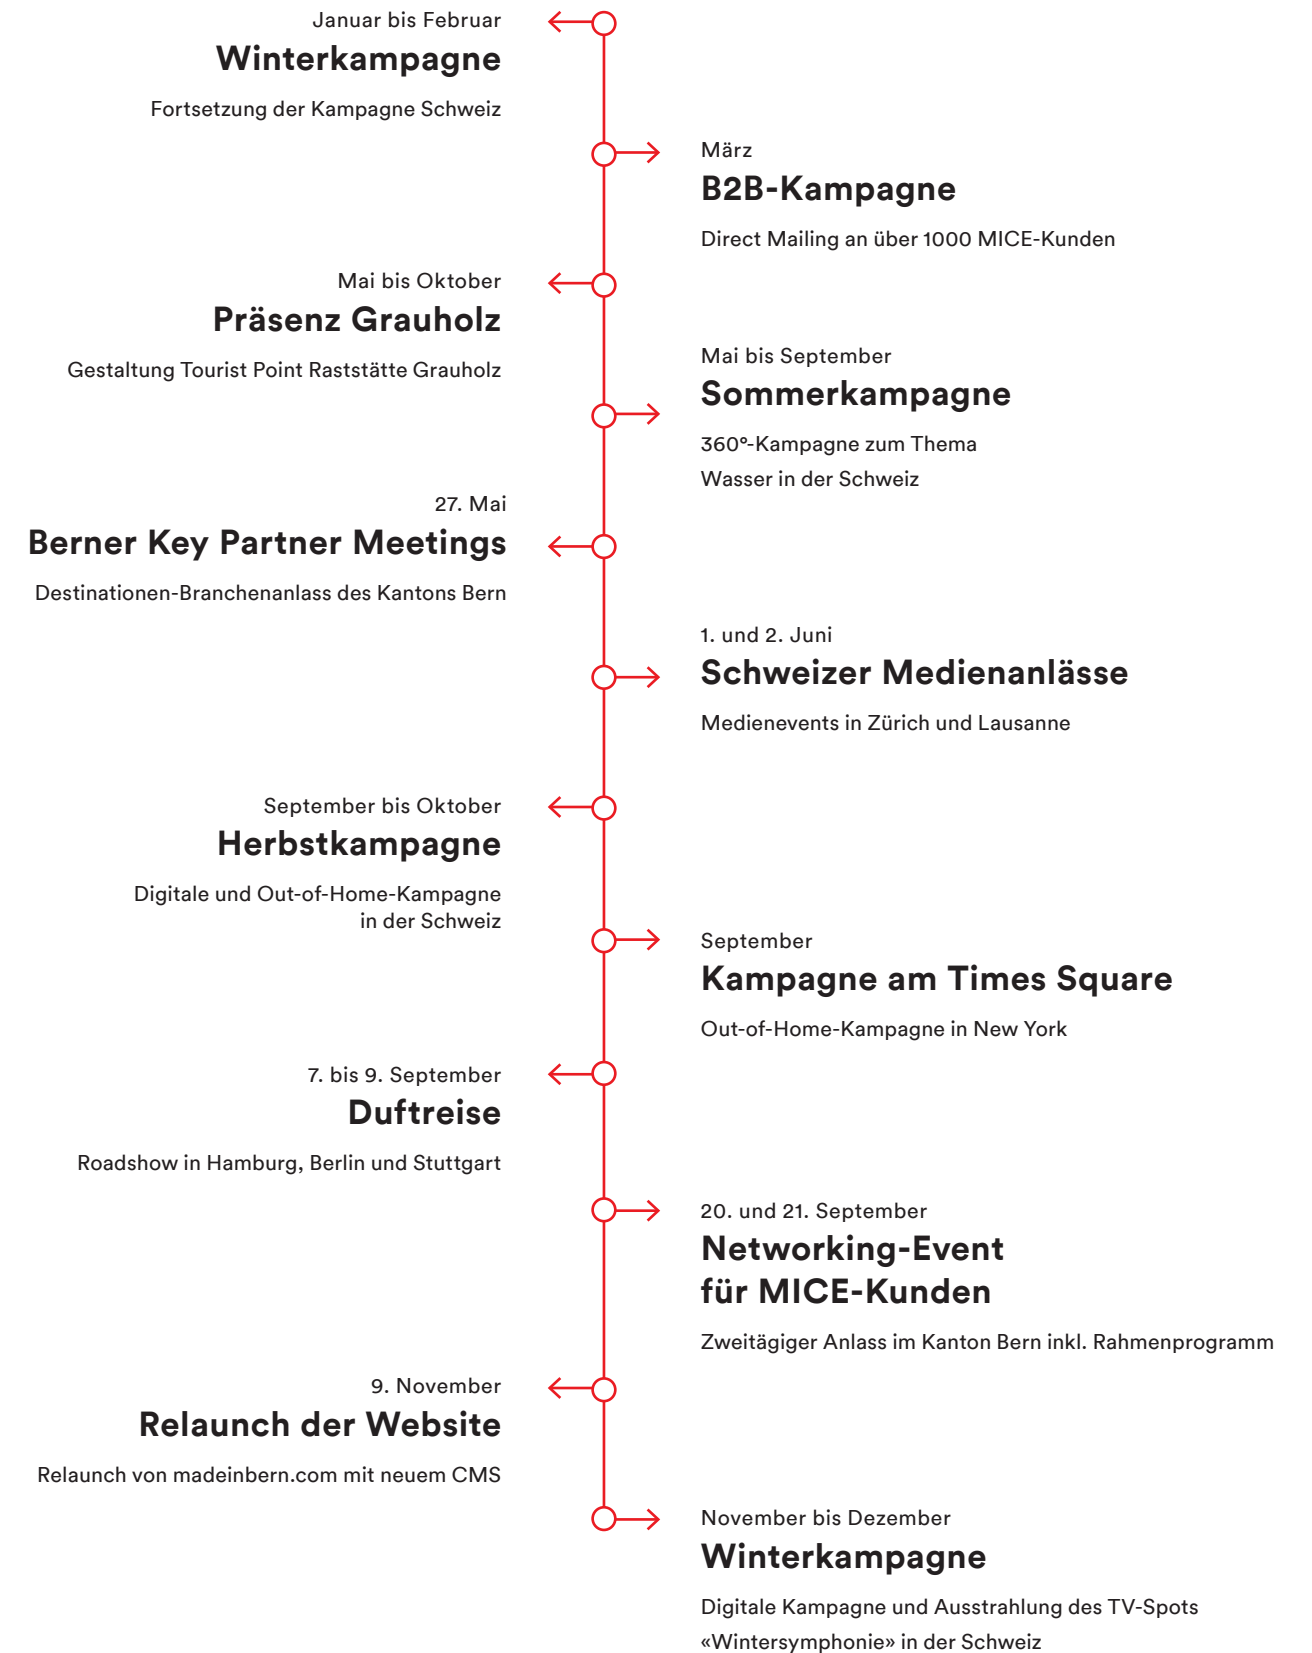 Januar bis Februar
Winterkampagne
Fortsetzung der Kampagne Schweiz
März
B2B-Kampagne
Direct Mailing an über 1000 MICE-Kunden
Mai bis Oktober
Präsenz Grauholz
Gestaltung Tourist Point Raststätte Grauholz
Mai bis September
Sommerkampagne
360°-Kampagne zum Thema
Wasser in der Schweiz
27. Mai
Berner Key Partner Meetings
Destinationen-Branchenanlass des Kantons Bern
1. und 2. Juni
Schweizer Medienanlässe
Medienevents in Zürich und Lausanne
September bis Oktober
Herbstkampagne
Digitale und Out-of-Home-Kampagne
in der Schweiz
September
Kampagne am Times Square
Out-of-Home-Kampagne in New York
7. bis 9. September
Duftreise
Roadshow in Hamburg, Berlin und Stuttgart
20. und 21. September
Networking-Event
für MICE-Kunden
Zweitägiger Anlass im Kanton Bern inkl. Rahmenprogramm
9. November
Relaunch der Website
Relaunch von madeinbern.com mit neuem CMS
November bis Dezember
Winterkampagne
Digitale Kampagne und Ausstrahlung des TV-Spots
«Wintersymphonie» in der Schweiz